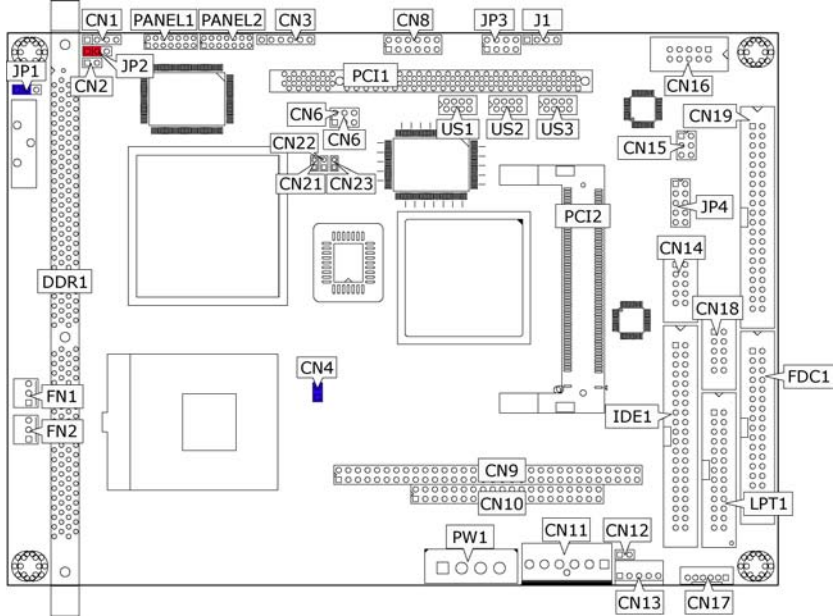 CN1
PANEL1
PANEL2
CN3
CN8
JP3
J1
JP1
JP2
CN2
PCI1
CN16
CN6
CN6
US1
US2
US3
CN19
CN22
CN15
CN21
CN23
JP4
PCI2
CN14
DDR1
CN18
CN4
FDC1
FN1
IDE1
FN2
CN9
CN10
LPT1
PW1
CN11
CN12
CN13
CN17